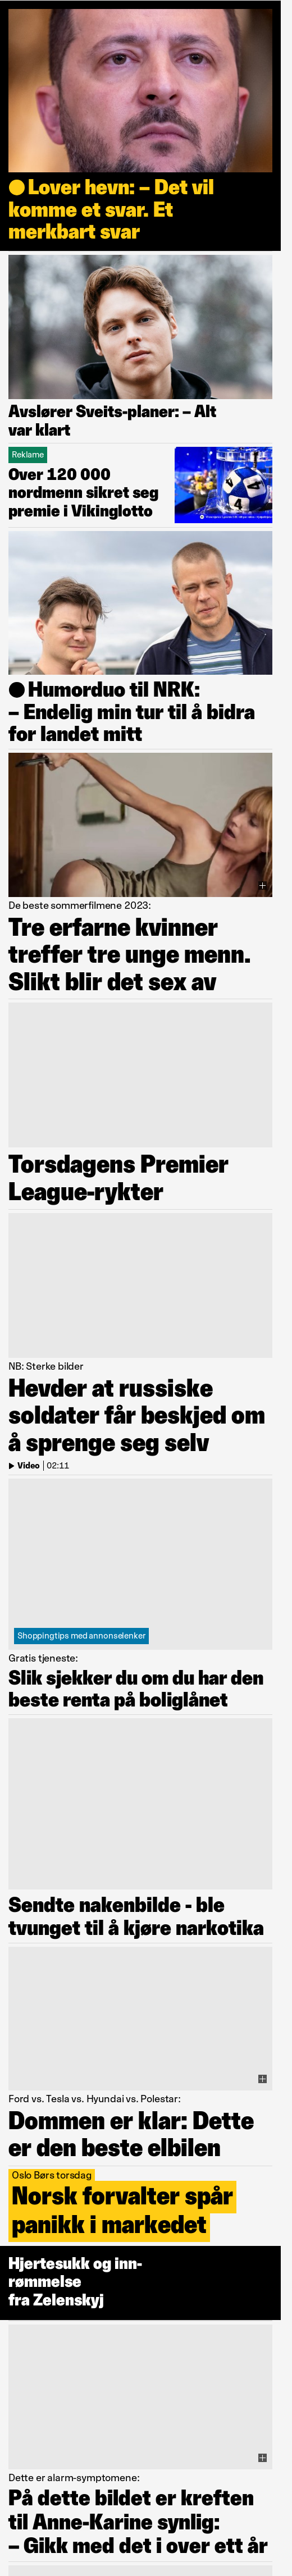 Lover hevn: – Det vil
komme et svar. Et
merkbart svar
Avslører Sveits-planer: – Alt
var klart
Reklame
Over 120 000
nordmenn sikret seg
premie i Vikinglotto
Humorduo til NRK:
– Endelig min tur til å bidra
for landet mitt
De beste sommerfilmene 2023:
Tre erfarne kvinner
treffer tre unge menn.
Slikt blir det sex av
Torsdagens Premier
League-rykter
NB: Sterke bilder
Hevder at russiske
soldater får beskjed om
å sprenge seg selv
Video | 02:11
Shoppingtips med annonselenker
Gratis tjeneste:
Slik sjekker du om du har den
beste renta på boliglånet
Sendte nakenbilde - ble
tvunget til å kjøre narkotika
Ford vs. Tesla vs. Hyundai vs. Polestar:
Dommen er klar: Dette
er den beste elbilen
Oslo Børs torsdag
Norsk forvalter spår
panikk i markedet
Hjertesukk og inn-
rømmelse
fra Zelenskyj
Dette er alarm-symptomene:
På dette bildet er kreften
til Anne-Karine synlig:
– Gikk med det i over ett år